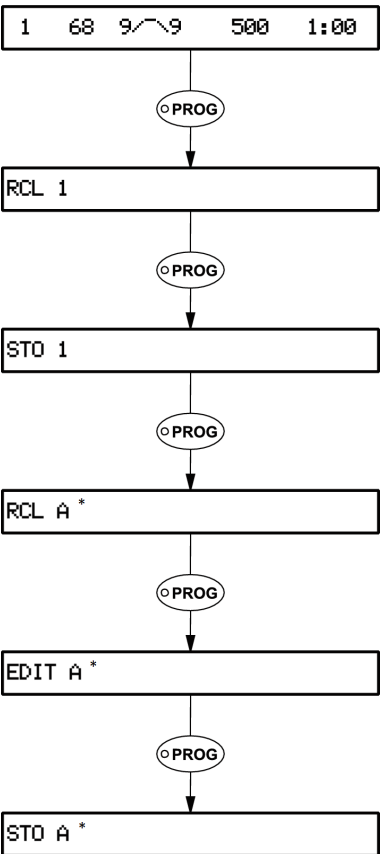 1 68 9/⌒\9 500 1:00
PROG
RCL 1
PROG
STO 1
PROG
RCL A *
PROG
EDIT A *
PROG
STO A *